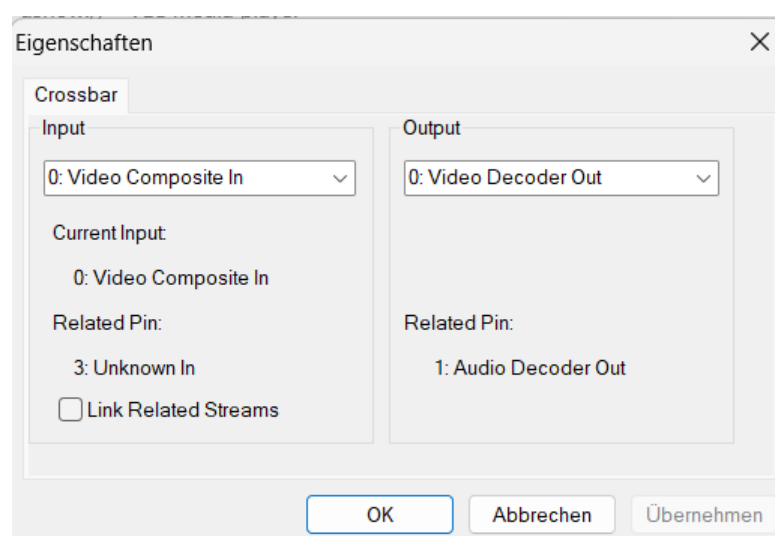 Eigenschaften
Crossbar
Input
0: Video Composite In
Current Input:
0: Video Composite In
Related Pin:
3: Unknown In
Link Related Streams
Output
0: Video Decoder Out
Related Pin:
1: Audio Decoder Out
OK
Abbrechen
Übernehmen